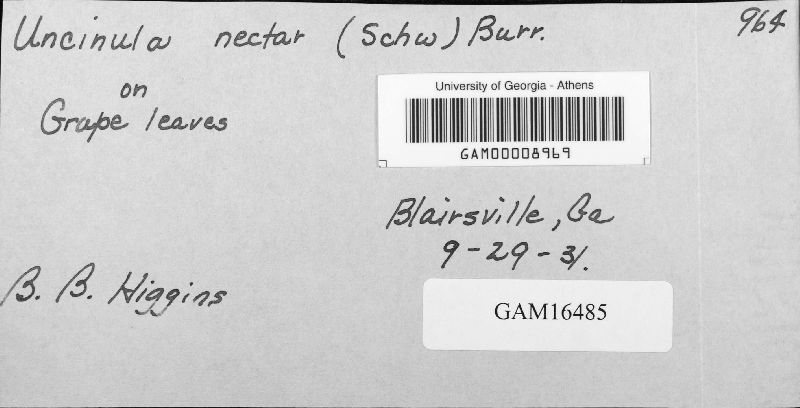 Uncinula nectar (Schw) Burr.
964
on
Grape leaves
University of Georgia - Athens
GAM00008969
Blairsville, Ga
9-29-31.
B. B. Higgins
GAM16485